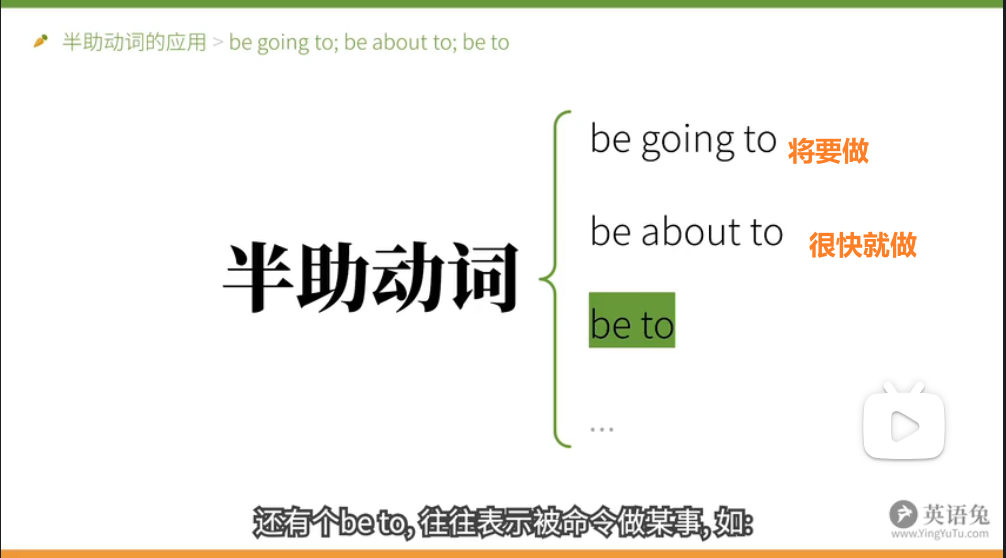 半助动词的应用 > be going to; be about to; be to
be going to 将要做
be about to 很快就做
半助动词
be to
...
英语兔
www.YingYuTu.com
还有个be to, 往往表示被命令做某事, 如: